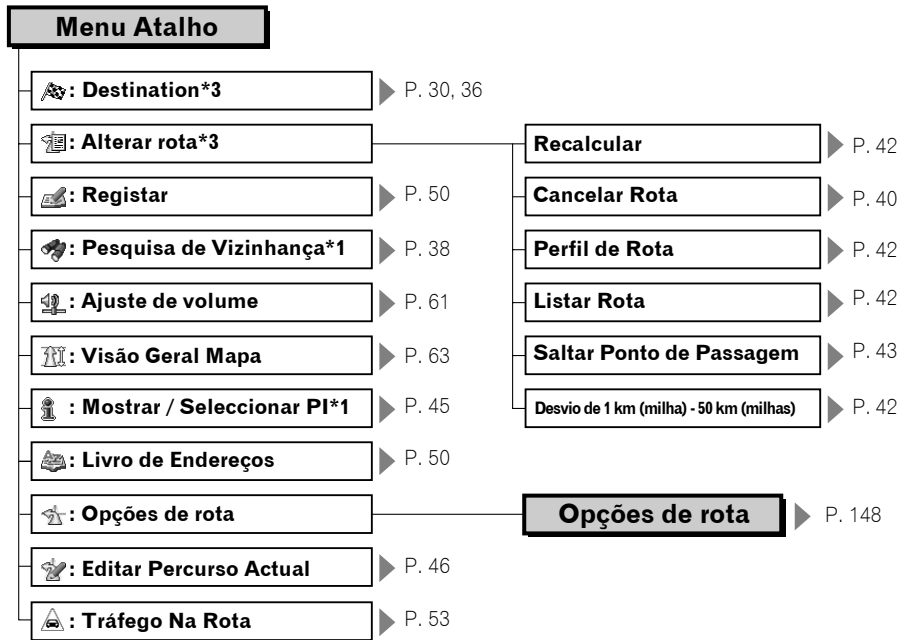 Menu Atalho
: Destination*3 P. 30, 36
: Alterar rota*3
Recalcular P. 42
: Registar P. 50
Cancelar Rota P. 40
: Pesquisa de Vizinhança*1 P. 38
Perfil de Rota P. 42
: Ajuste de volume P. 61
Listar Rota P. 42
: Visão Geral Mapa P. 63
Saltar Ponto de Passagem P. 43
: Mostrar / Seleccionar PI*1 P. 45
Desvio de 1 km (milha) - 50 km (milhas) P. 42
: Livro de Endereços P. 50
: Opções de rota
Opções de rota P. 148
: Editar Percurso Actual P. 46
: Tráfego Na Rota P. 53